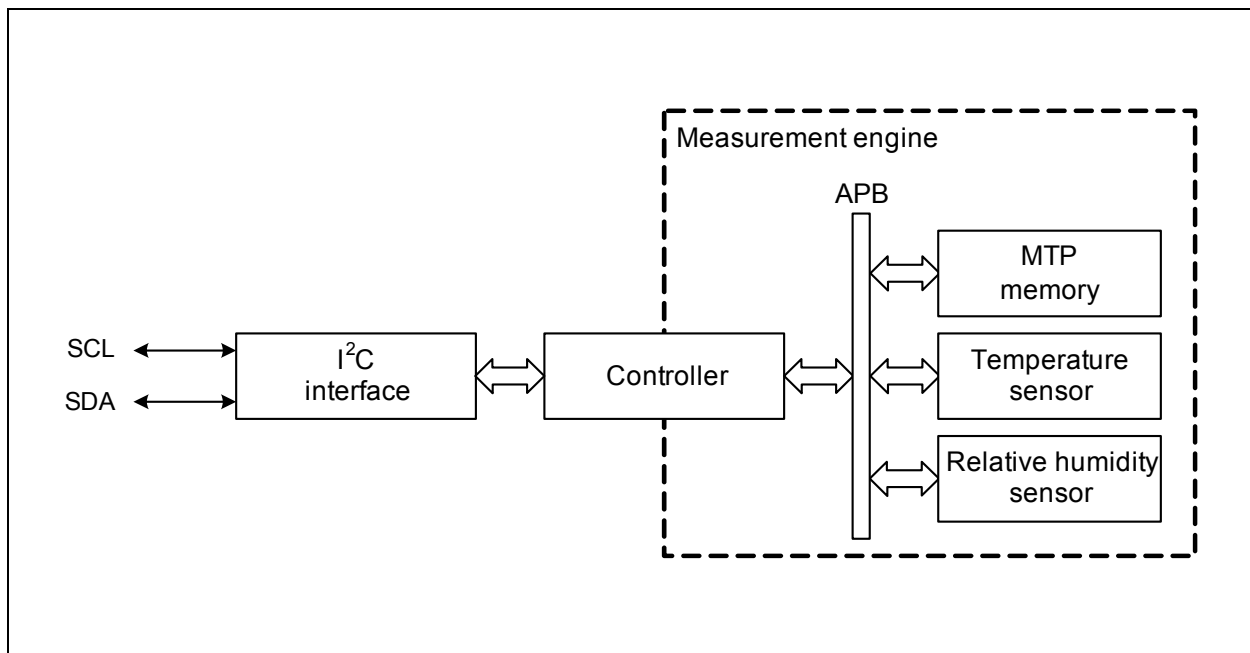 Measurement engine
APB
MTP
memory
SCL
SDA
I²C
interface
Controller
Temperature
sensor
Relative humidity
sensor